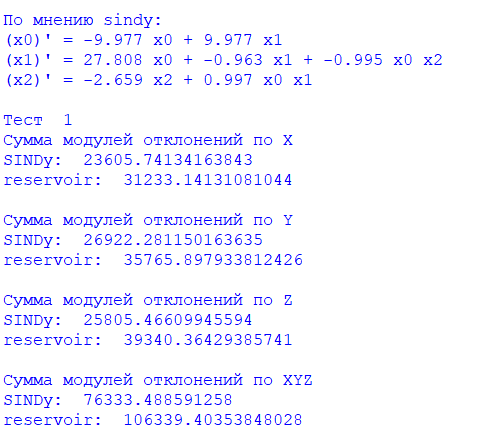 По мнению sindy:
(x0)' = -9.977 x0 + 9.977 x1
(x1)' = 27.808 x0 + -0.963 x1 + -0.995 x0 x2
(x2)' = -2.659 x2 + 0.997 x0 x1
Тест  1
Сумма модулей отклонений по X
SINDy:  23605.74134163843
reservoir:  31233.14131081044
Сумма модулей отклонений по Y
SINDy:  26922.281150163635
reservoir:  35765.897933812426
Сумма модулей отклонений по Z
SINDy:  25805.46609945594
reservoir:  39340.36429385741
Сумма модулей отклонений по XYZ
SINDy:  76333.488591258
reservoir:  106339.40353848028